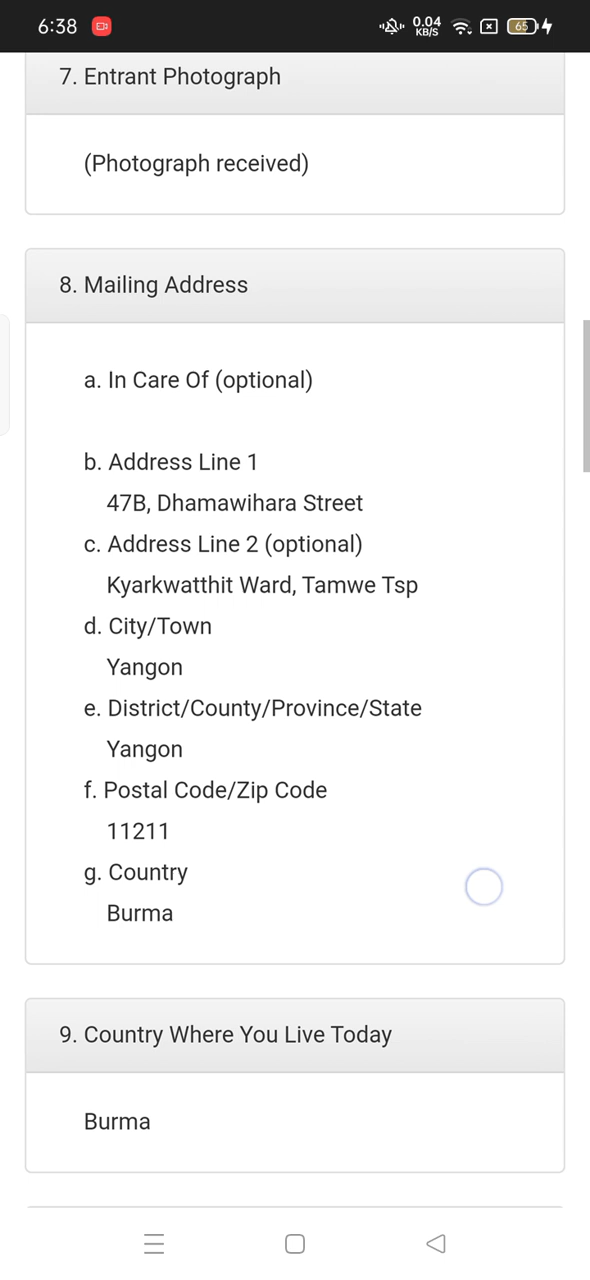 6:38
0.04
KB/S
65
7. Entrant Photograph
(Photograph received)
8. Mailing Address
a. In Care Of (optional)
b. Address Line 1
47B, Dhamawihara Street
c. Address Line 2 (optional)
Kyarkwatthit Ward, Tamwe Tsp
d. City/Town
Yangon
e. District/County/Province/State
Yangon
f. Postal Code/Zip Code
11211
g. Country
Burma
9. Country Where You Live Today
Burma